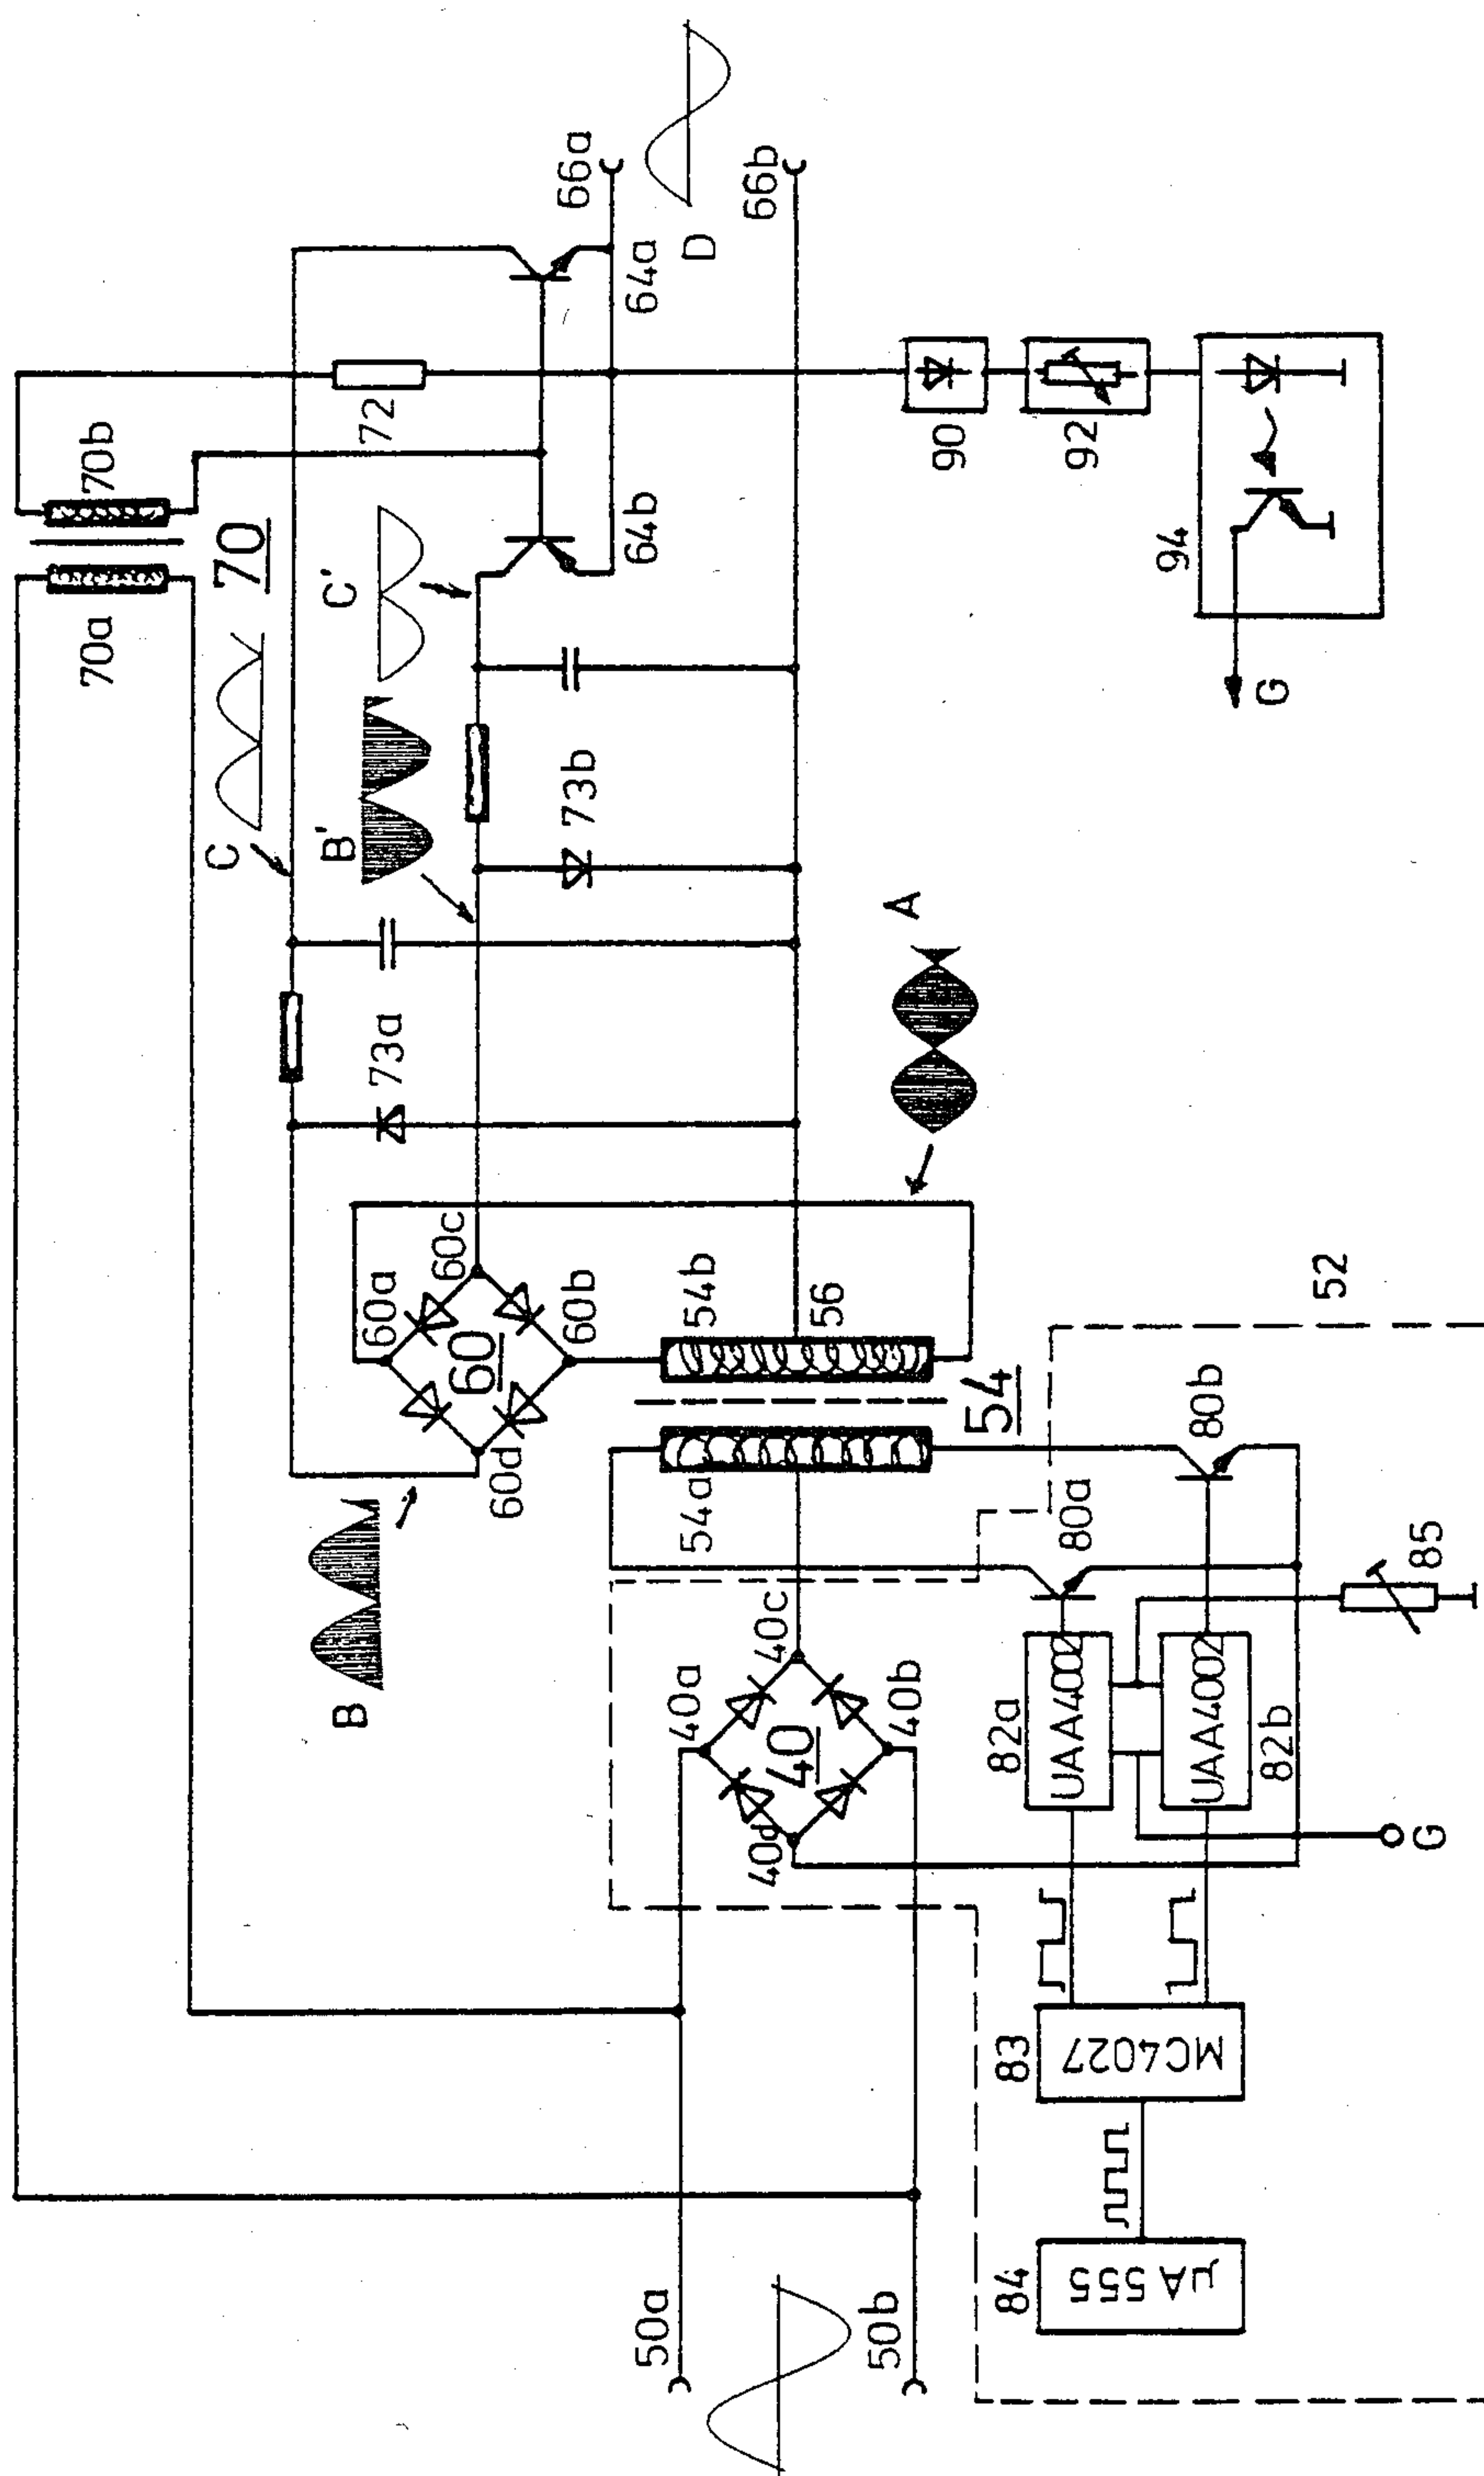 50a
50b
40a
40b
40c
40d
40
52
54a
54b
54
56
60a
60b
60c
60d
60
B
A
73a
73b
B'
C
C'
70a
70b
70
72
64b
64a
66a
66b
D
90
92
94
G
84
µA 555
83
MC4027
82a
UAA4002
82b
UAA4002
80a
80b
85
G